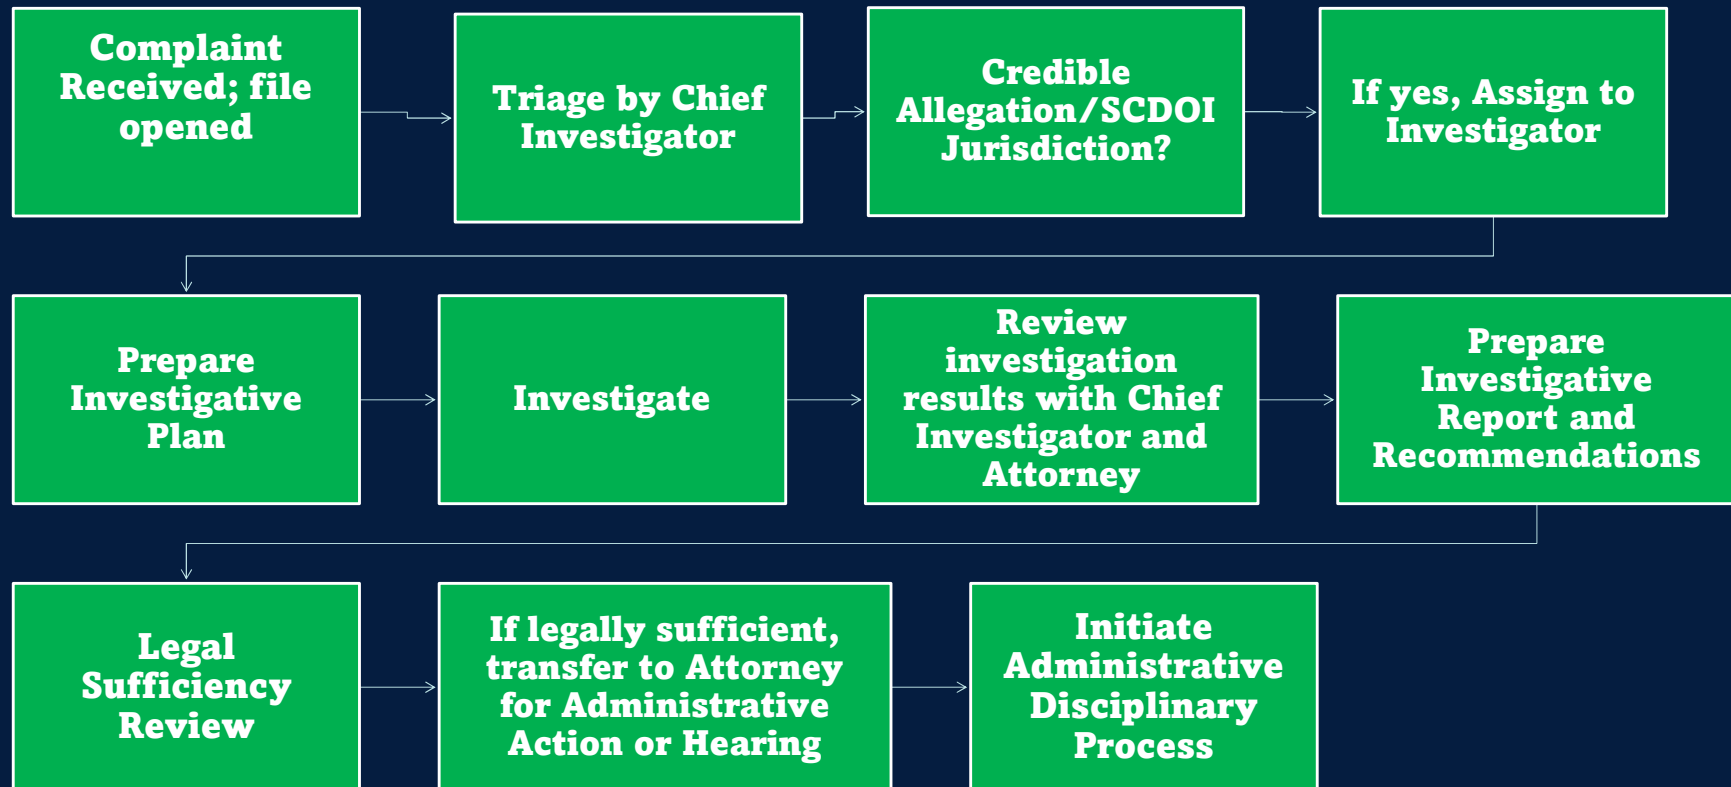 Complaint
Received; file
opened
Triage by Chief
Investigator
Credible
Allegation/SCDOI
Jurisdiction?
If yes, Assign to
Investigator
Prepare
Investigative
Plan
Investigate
Review
investigation
results with Chief
Investigator and
Attorney
Prepare
Investigative
Report and
Recommendations
Legal
Sufficiency
Review
If legally sufficient,
transfer to Attorney
for Administrative
Action or Hearing
Initiate
Administrative
Disciplinary
Process